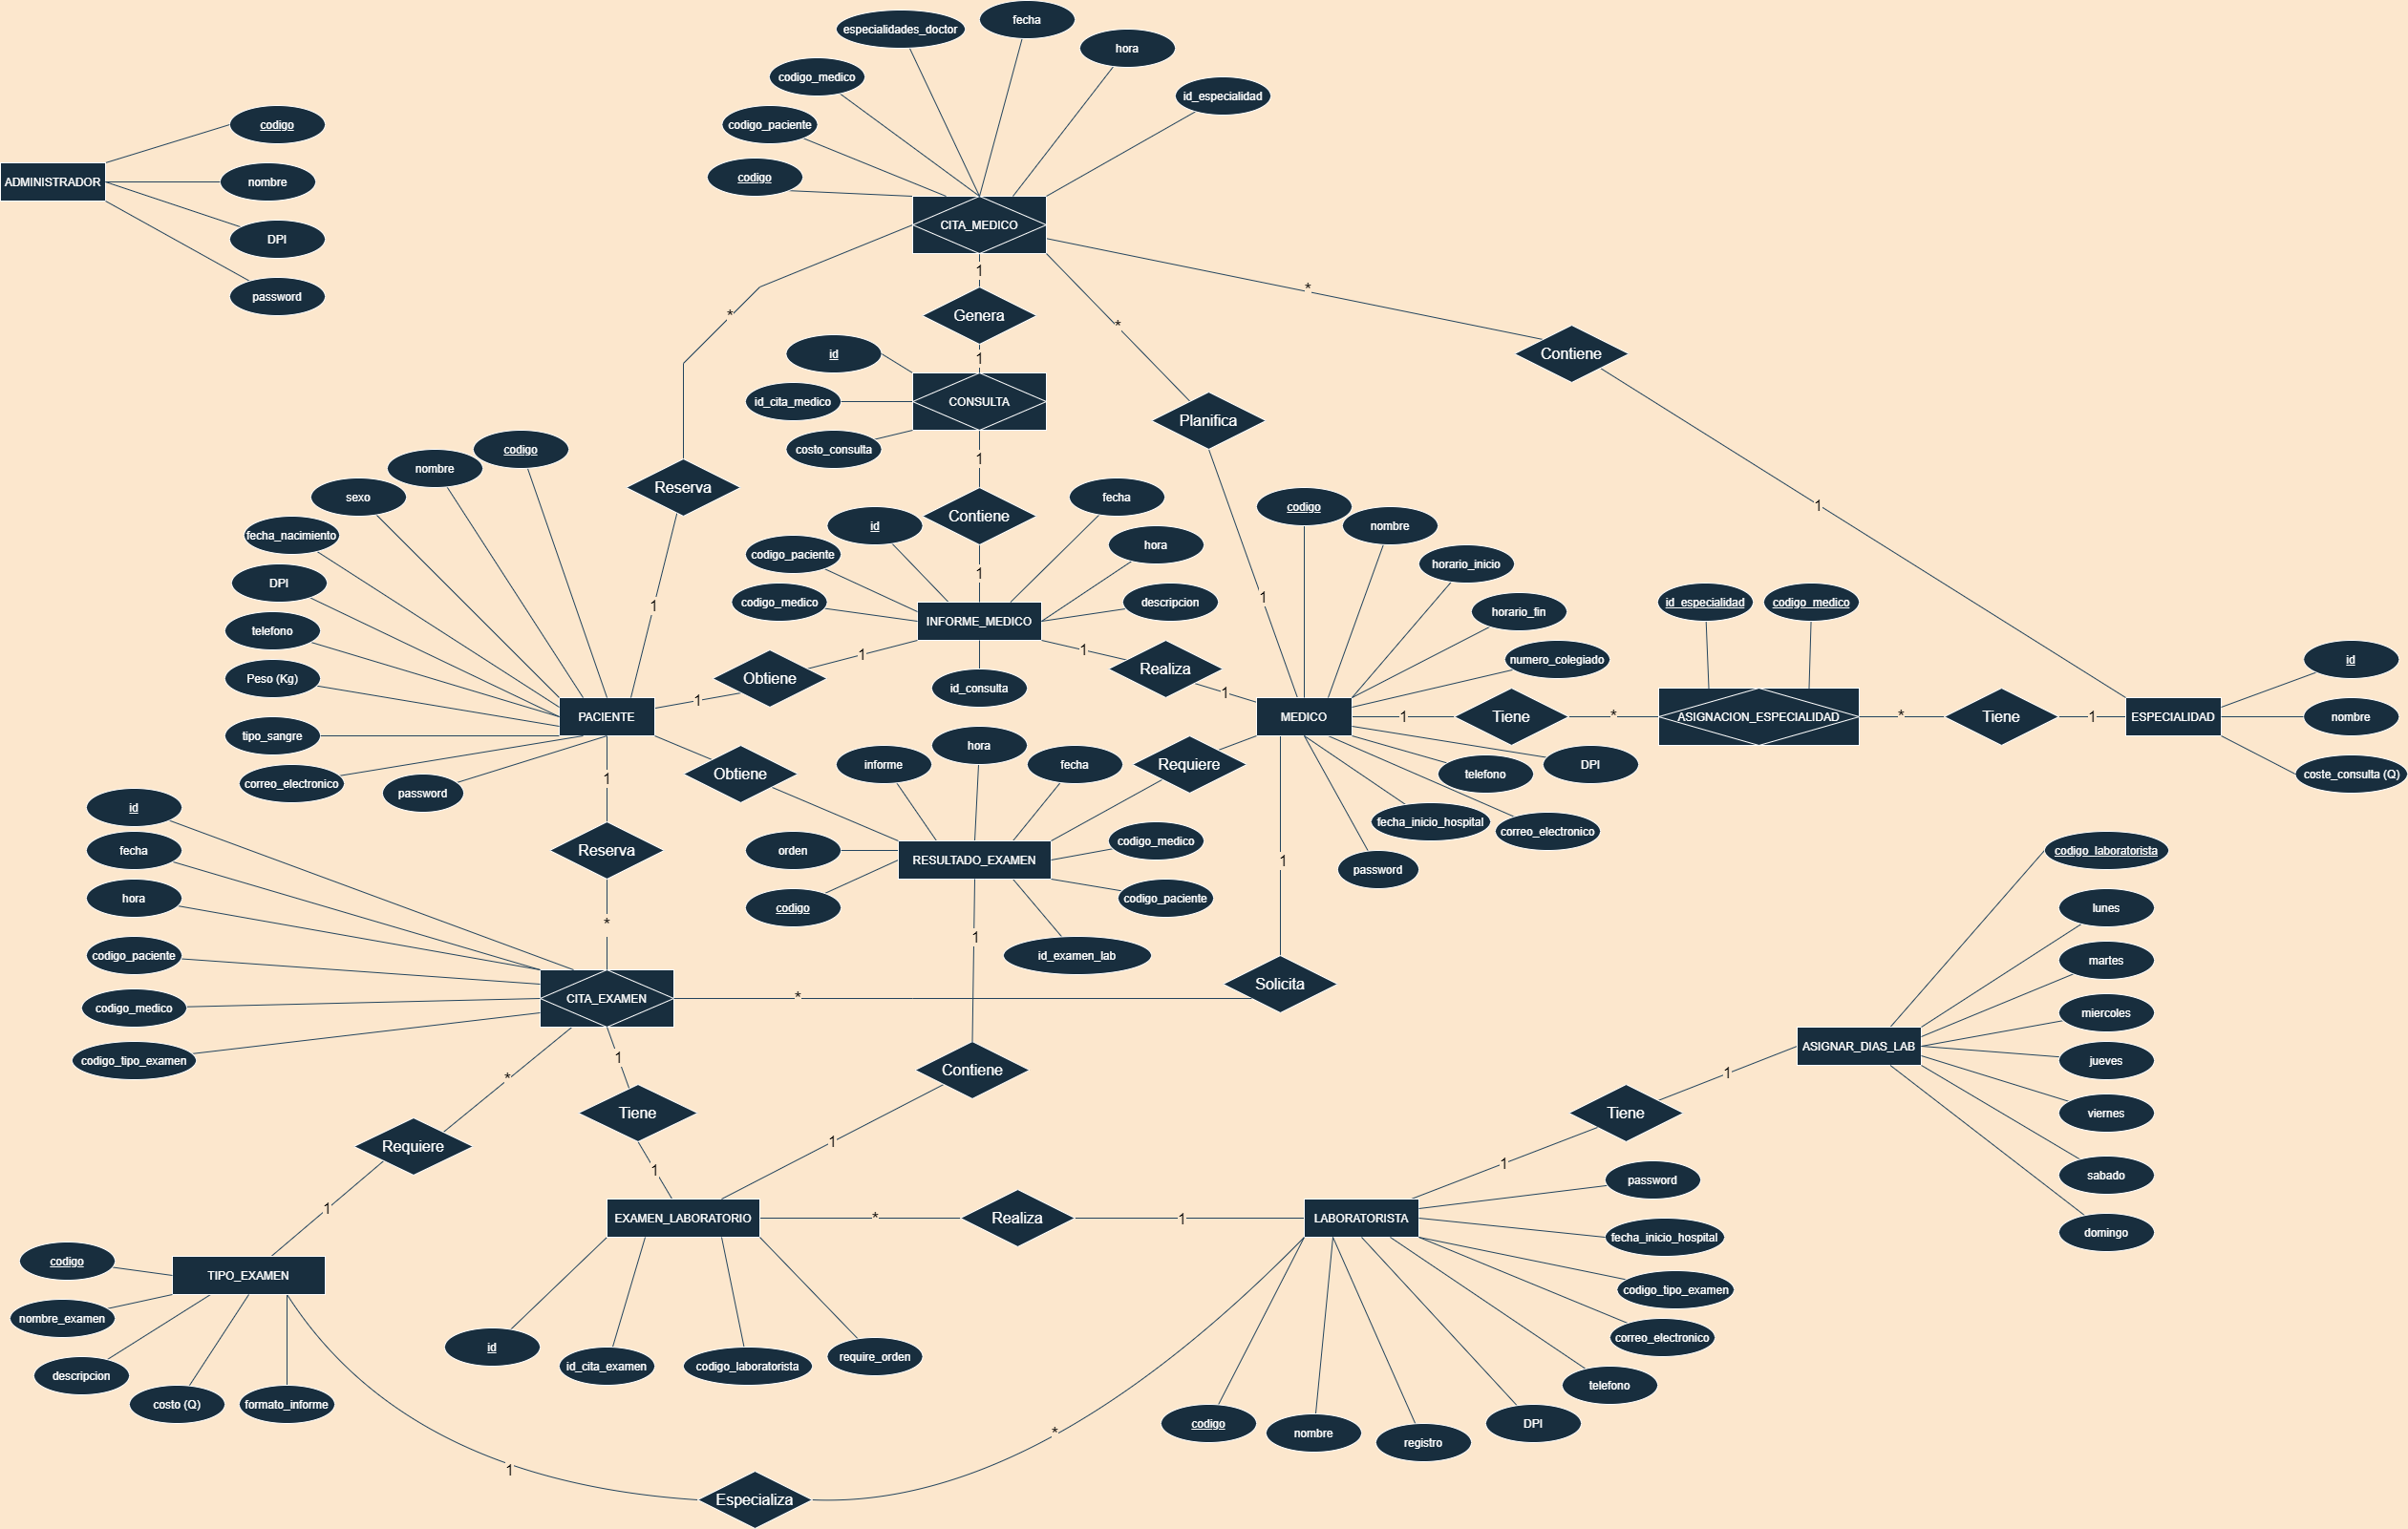 fecha
especialidades_doctor
hora
codigo_medico
id_especialidad
codigo_paciente
codigo
CITA_MEDICO
codigo
ADMINISTRADOR
nombre
DPI
password
1
*
*
*
Genera
1
Contiene
id
id_cita_medico
CONSULTA
costo_consulta
1
Planifica
Reserva
Contiene
1
1
1
1
codigo
nombre
sexo
fecha_nacimiento
DPI
telefono
Peso (Kg)
tipo_sangre
correo_electronico
password
PACIENTE
fecha
id
hora
codigo_paciente
codigo_medico
descripcion
INFORME_MEDICO
id_consulta
1
Obtiene
1
1
Realiza
1
codigo
nombre
horario_inicio
horario_fin
numero_colegiado
MEDICO
DPI
telefono
fecha_inicio_hospital
correo_electronico
password
1
Tiene
*
id_especialidad
codigo_medico
ASIGNACION_ESPECIALIDAD
*
Tiene
1
ESPECIALIDAD
id
nombre
coste_consulta (Q)
Obtiene
Requiere
informe
hora
fecha
orden
codigo_medico
RESULTADO_EXAMEN
codigo
codigo_paciente
id_examen_lab
1
Reserva
*
1
1
Solicita
*
id
fecha
hora
codigo_paciente
codigo_medico
codigo_tipo_examen
CITA_EXAMEN
*
Requiere
1
1
Tiene
1
Contiene
1
codigo_laboratorista
lunes
martes
miercoles
jueves
viernes
sabado
domingo
ASIGNAR_DIAS_LAB
1
Tiene
1
EXAMEN_LABORATORIO
id
id_cita_examen
codigo_laboratorista
require_orden
*
Realiza
1
LABORATORISTA
password
fecha_inicio_hospital
codigo_tipo_examen
correo_electronico
telefono
DPI
registro
nombre
codigo
TIPO_EXAMEN
codigo
nombre_examen
descripcion
costo (Q)
formato_informe
1
Especializa
*